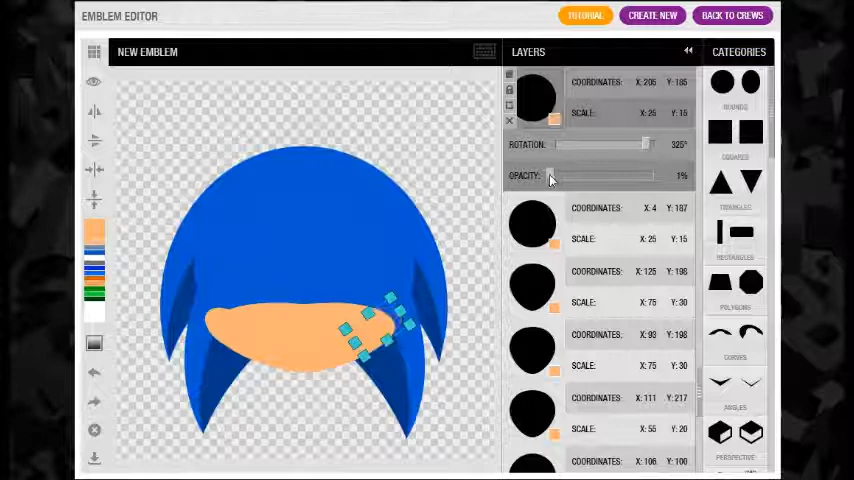 EMBLEM EDITOR
TUTORIAL
CREATE NEW
BACK TO CREWS
NEW EMBLEM
LAYERS
CATEGORIES
COORDINATES: X: 205 Y: 185
SCALE: X: 25 Y: 15
ROTATION: 325°
OPACITY: 1%
COORDINATES: X: 4 Y: 187
SCALE: X: 25 Y: 15
COORDINATES: X: 125 Y: 198
SCALE: X: 75 Y: 30
COORDINATES: X: 93 Y: 198
SCALE: X: 75 Y: 30
COORDINATES: X: 111 Y: 217
SCALE: X: 55 Y: 20
COORDINATES: X: 106 Y: 100
ROUNDS
SQUARES
TRIANGLES
RECTANGLES
POLYGONS
CURVES
ANGLES
PERSPECTIVE